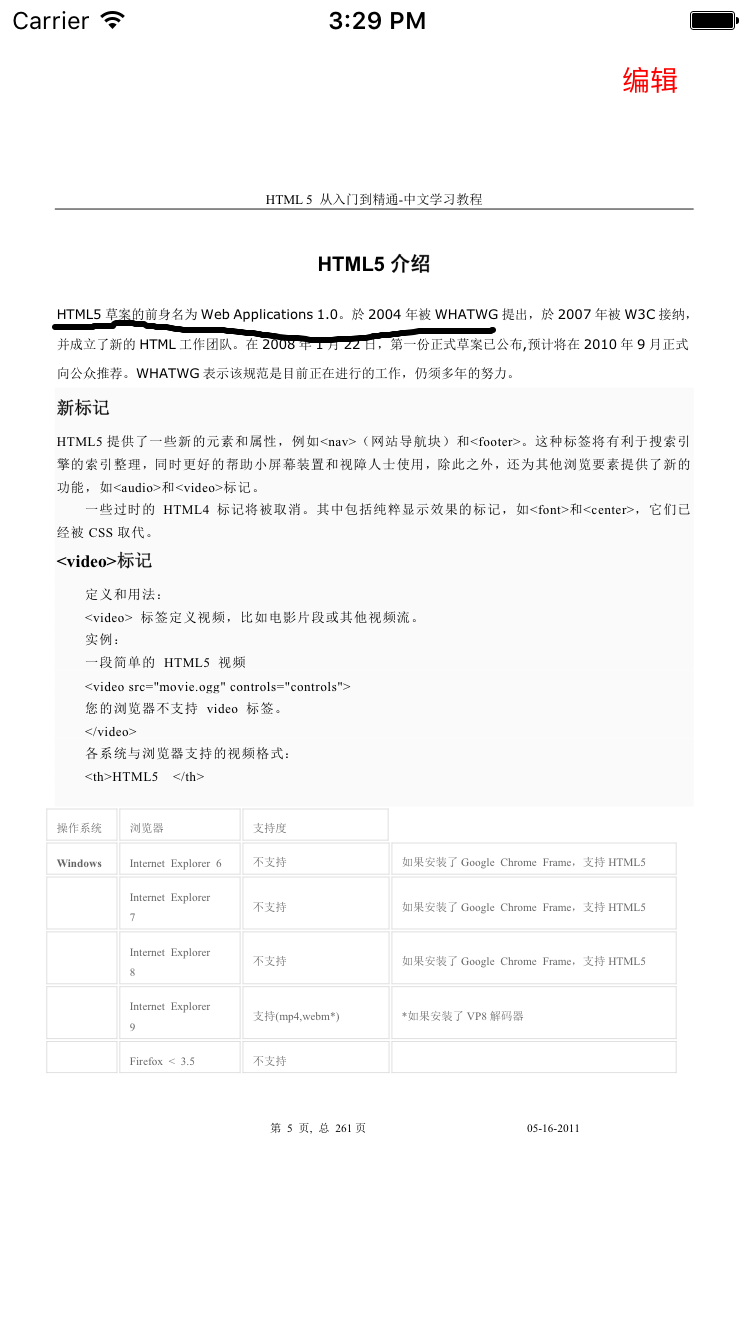 Carrier 3:29 PM
编辑
HTML 5 从入门到精通-中文学习教程
HTML5 介绍
HTML5 草案的前身名为 Web Applications 1.0。於 2004 年被 WHATWG 提出，於 2007 年被 W3C 接纳，
并成立了新的 HTML 工作团队。在 2008 年 1 月 22 日，第一份正式草案已公布,预计将在 2010 年 9 月正式
向公众推荐。WHATWG 表示该规范是目前正在进行的工作，仍须多年的努力。
新标记
HTML5 提供了一些新的元素和属性，例如<nav>（网站导航块）和<footer>。这种标签将有利于搜索引
擎的索引整理，同时更好的帮助小屏幕装置和视障人士使用，除此之外，还为其他浏览要素提供了新的
功能，如<audio>和<video>标记。
一些过时的 HTML4 标记将被取消。其中包括纯粹显示效果的标记，如<font>和<center>，它们已
经被 CSS 取代。
<video>标记
定义和用法：
<video> 标签定义视频，比如电影片段或其他视频流。
实例：
一段简单的 HTML5 视频
<video src="movie.ogg" controls="controls">
您的浏览器不支持 video 标签。
</video>
各系统与浏览器支持的视频格式：
<th>HTML5 </th>
操作系统 浏览器 支持度
Windows Internet Explorer 6 不支持 如果安装了 Google Chrome Frame，支持 HTML5
Internet Explorer
7 不支持 如果安装了 Google Chrome Frame，支持 HTML5
Internet Explorer
8 不支持 如果安装了 Google Chrome Frame，支持 HTML5
Internet Explorer
9 支持(mp4,webm*) *如果安装了 VP8 解码器
Firefox < 3.5 不支持
第 5 页, 总 261 页 05-16-2011